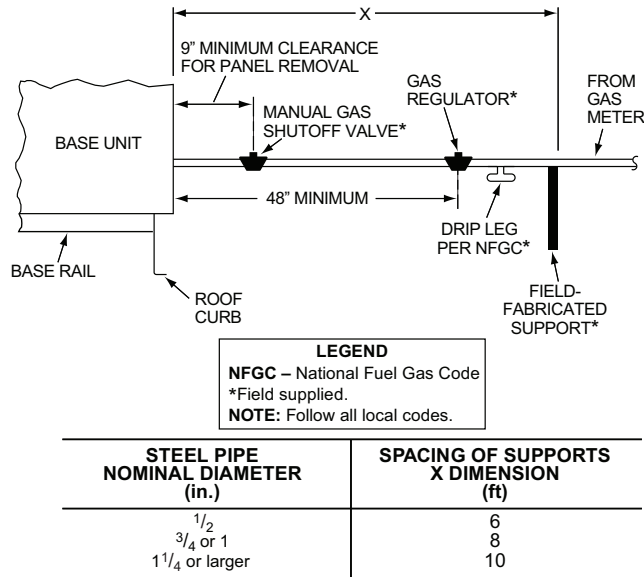 X
9” MINIMUM CLEARANCE
FOR PANEL REMOVAL
BASE UNIT
MANUAL GAS
SHUTOFF VALVE*
GAS
REGULATOR*
FROM
GAS
METER
48” MINIMUM
DRIP LEG
PER NFGC*
BASE RAIL
ROOF
CURB
FIELD-
FABRICATED
SUPPORT*
LEGEND
NFGC – National Fuel Gas Code
*Field supplied.
NOTE: Follow all local codes.
STEEL PIPE NOMINAL DIAMETER (in.) SPACING OF SUPPORTS X DIMENSION (ft)
1/2 6
3/4 or 1 8
1 1/4 or larger 10